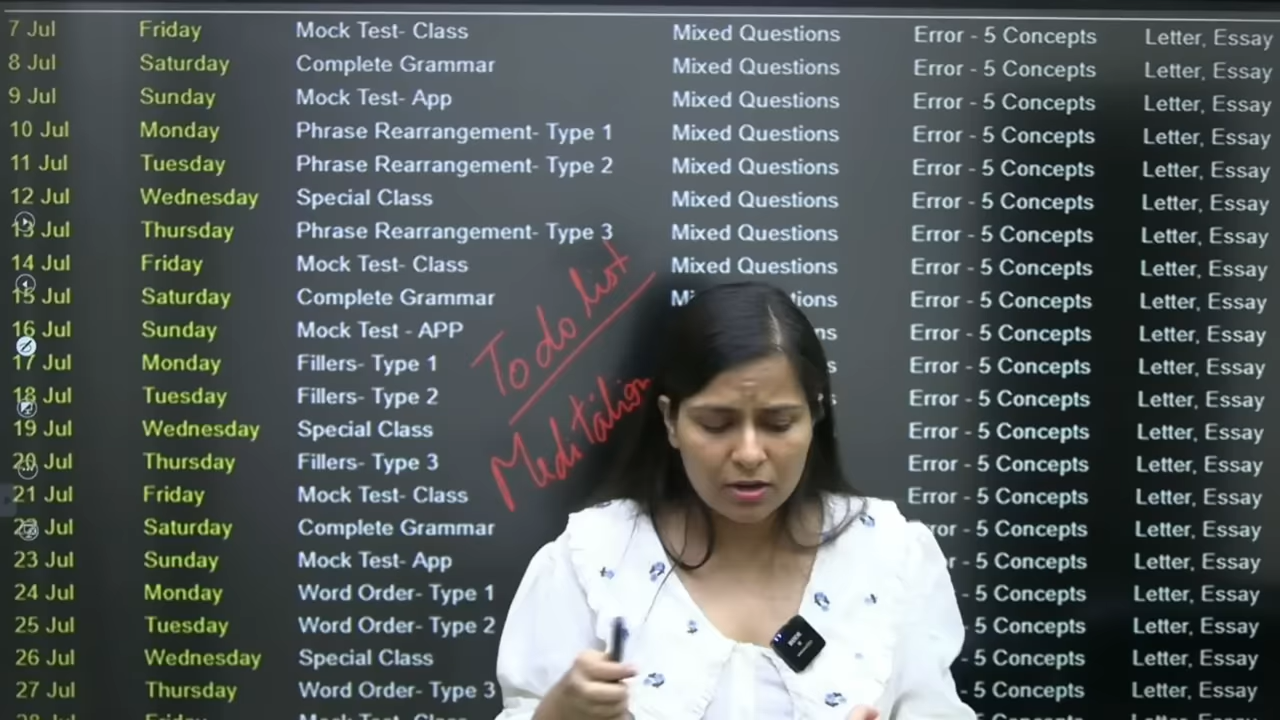 7 Jul Friday Mock Test- Class Mixed Questions Error - 5 Concepts Letter, Essay
8 Jul Saturday Complete Grammar Mixed Questions Error - 5 Concepts Letter, Essay
9 Jul Sunday Mock Test- App Mixed Questions Error - 5 Concepts Letter, Essay
10 Jul Monday Phrase Rearrangement- Type 1 Mixed Questions Error - 5 Concepts Letter, Essay
11 Jul Tuesday Phrase Rearrangement- Type 2 Mixed Questions Error - 5 Concepts Letter, Essay
12 Jul Wednesday Special Class Mixed Questions Error - 5 Concepts Letter, Essay
13 Jul Thursday Phrase Rearrangement- Type 3 Mixed Questions Error - 5 Concepts Letter, Essay
14 Jul Friday Mock Test- Class Mixed Questions Error - 5 Concepts Letter, Essay
15 Jul Saturday Complete Grammar Error - 5 Concepts Letter, Essay
16 Jul Sunday Mock Test - APP Error - 5 Concepts Letter, Essay
17 Jul Monday Fillers- Type 1 Error - 5 Concepts Letter, Essay
18 Jul Tuesday Fillers- Type 2 Error - 5 Concepts Letter, Essay
19 Jul Wednesday Special Class Error - 5 Concepts Letter, Essay
20 Jul Thursday Fillers- Type 3 Error - 5 Concepts Letter, Essay
21 Jul Friday Mock Test- Class Error - 5 Concepts Letter, Essay
Jul Saturday Complete Grammar - 5 Concepts Letter, Essay
23 Jul Sunday Mock Test- App - 5 Concepts Letter, Essay
24 Jul Monday Word Order- Type 1 5 Concepts Letter, Essay
25 Jul Tuesday Word Order- Type 2 5 Concepts Letter, Essay
26 Jul Wednesday Special Class - 5 Concepts Letter, Essay
27 Jul Thursday Word Order- Type 3 - 5 Concepts Letter, Essay
To do list
Meditation